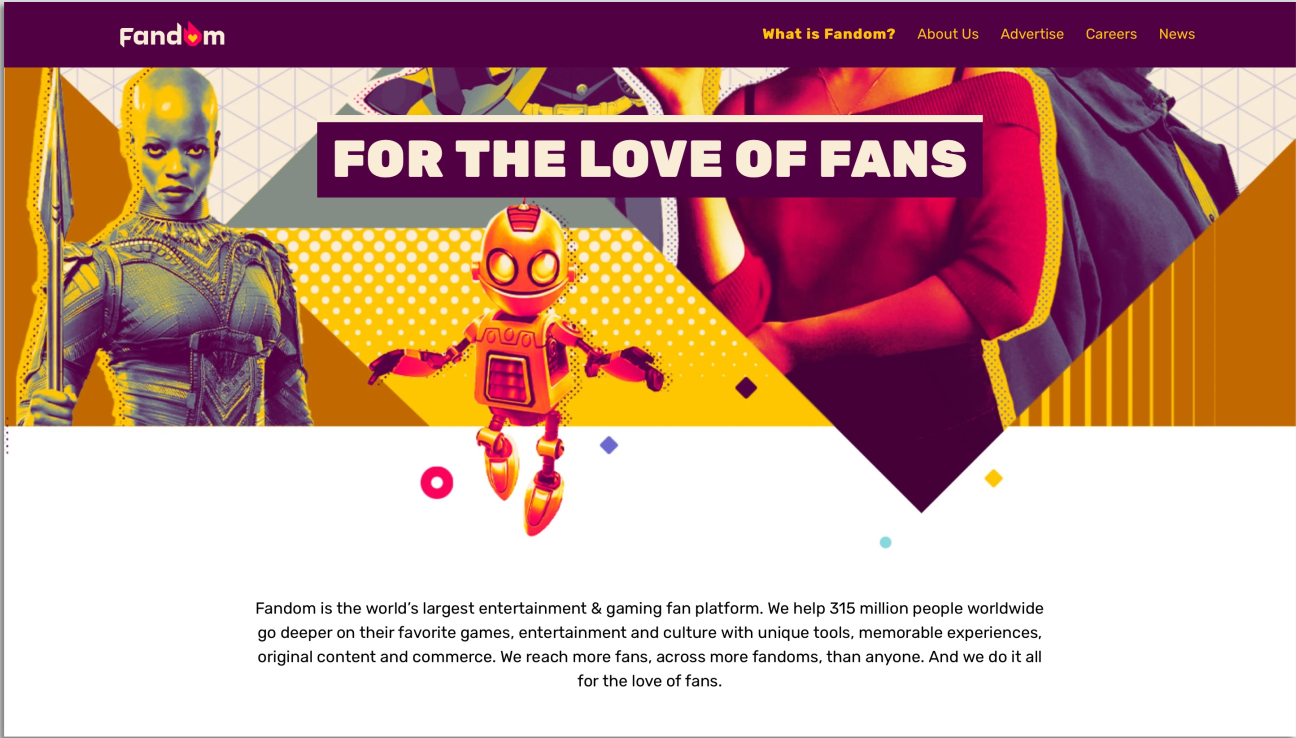 Fandom
What is Fandom? About Us Advertise Careers News
FOR THE LOVE OF FANS
Fandom is the world’s largest entertainment & gaming fan platform. We help 315 million people worldwide
go deeper on their favorite games, entertainment and culture with unique tools, memorable experiences,
original content and commerce. We reach more fans, across more fandoms, than anyone. And we do it all
for the love of fans.